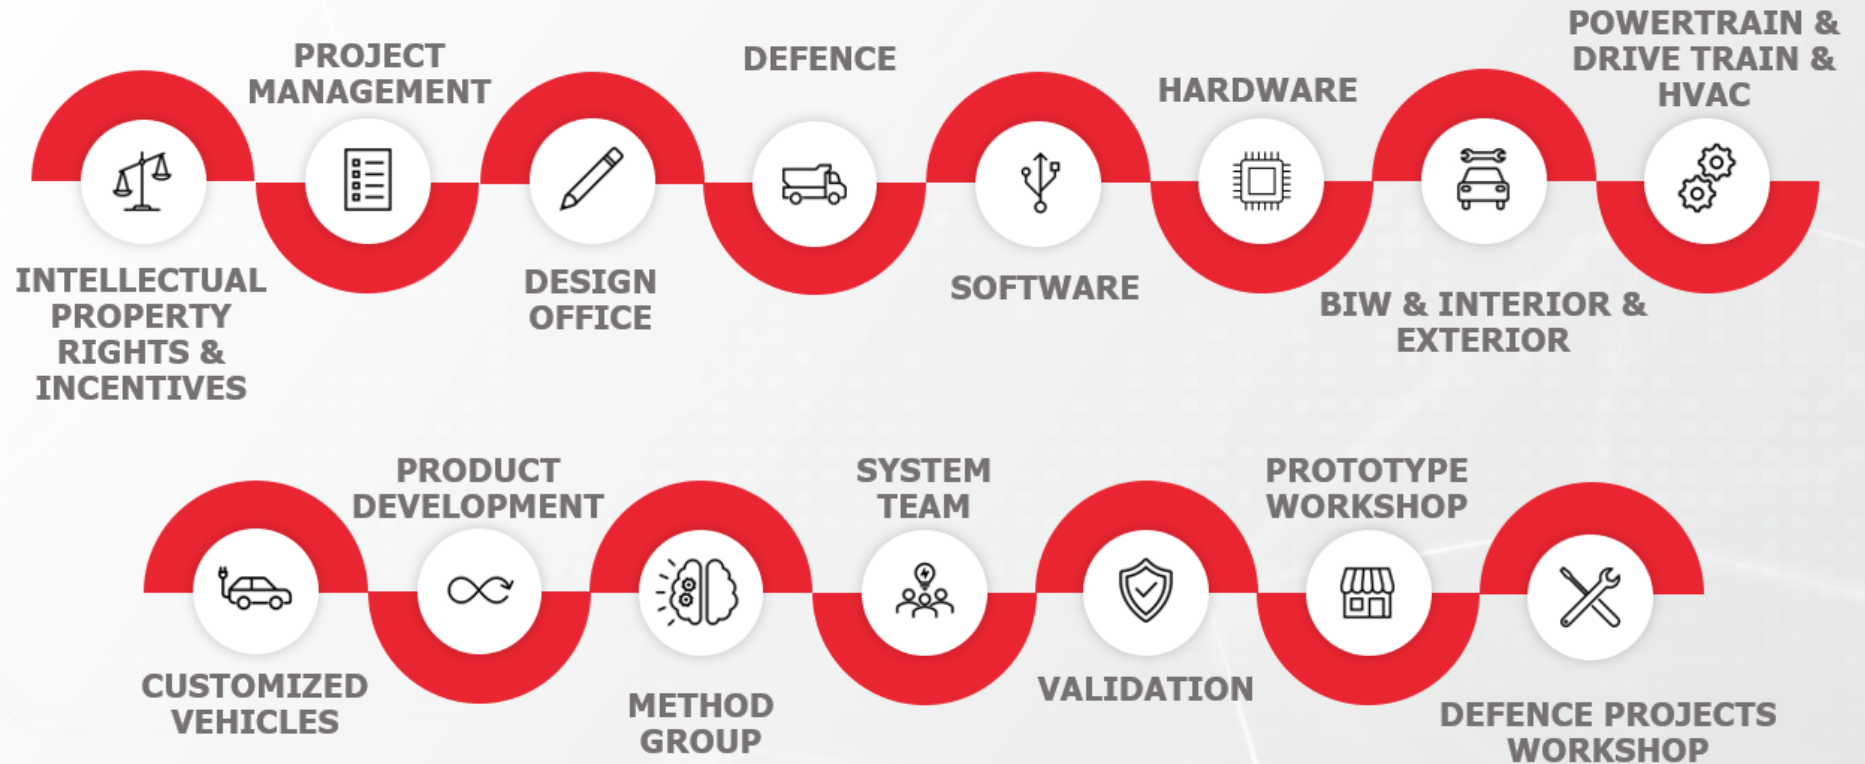 INTELLECTUAL
PROPERTY
RIGHTS &
INCENTIVES
PROJECT
MANAGEMENT
DESIGN
OFFICE
DEFENCE
SOFTWARE
HARDWARE
BIW & INTERIOR &
EXTERIOR
POWERTRAIN &
DRIVE TRAIN &
HVAC
CUSTOMIZED
VEHICLES
PRODUCT
DEVELOPMENT
METHOD
GROUP
SYSTEM
TEAM
VALIDATION
PROTOTYPE
WORKSHOP
DEFENCE PROJECTS
WORKSHOP